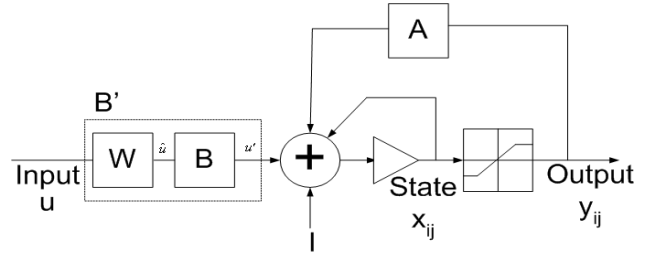 A
B'
W
û
B
u'
+
Input
u
State
x_ij
Output
y_ij
I